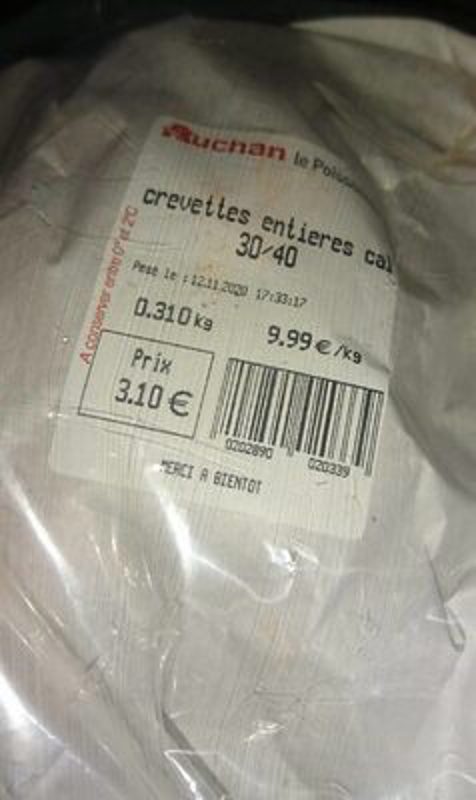 Auchan le
crevettes entieres cal
30/40
Pesé le : 12.11.2020 17:33:17
0.310 kg 9.99 €/kg
Prix
3.10 €
0202890 020339
MERCI A BIENTOT
A conserver entre 0° et 2°C